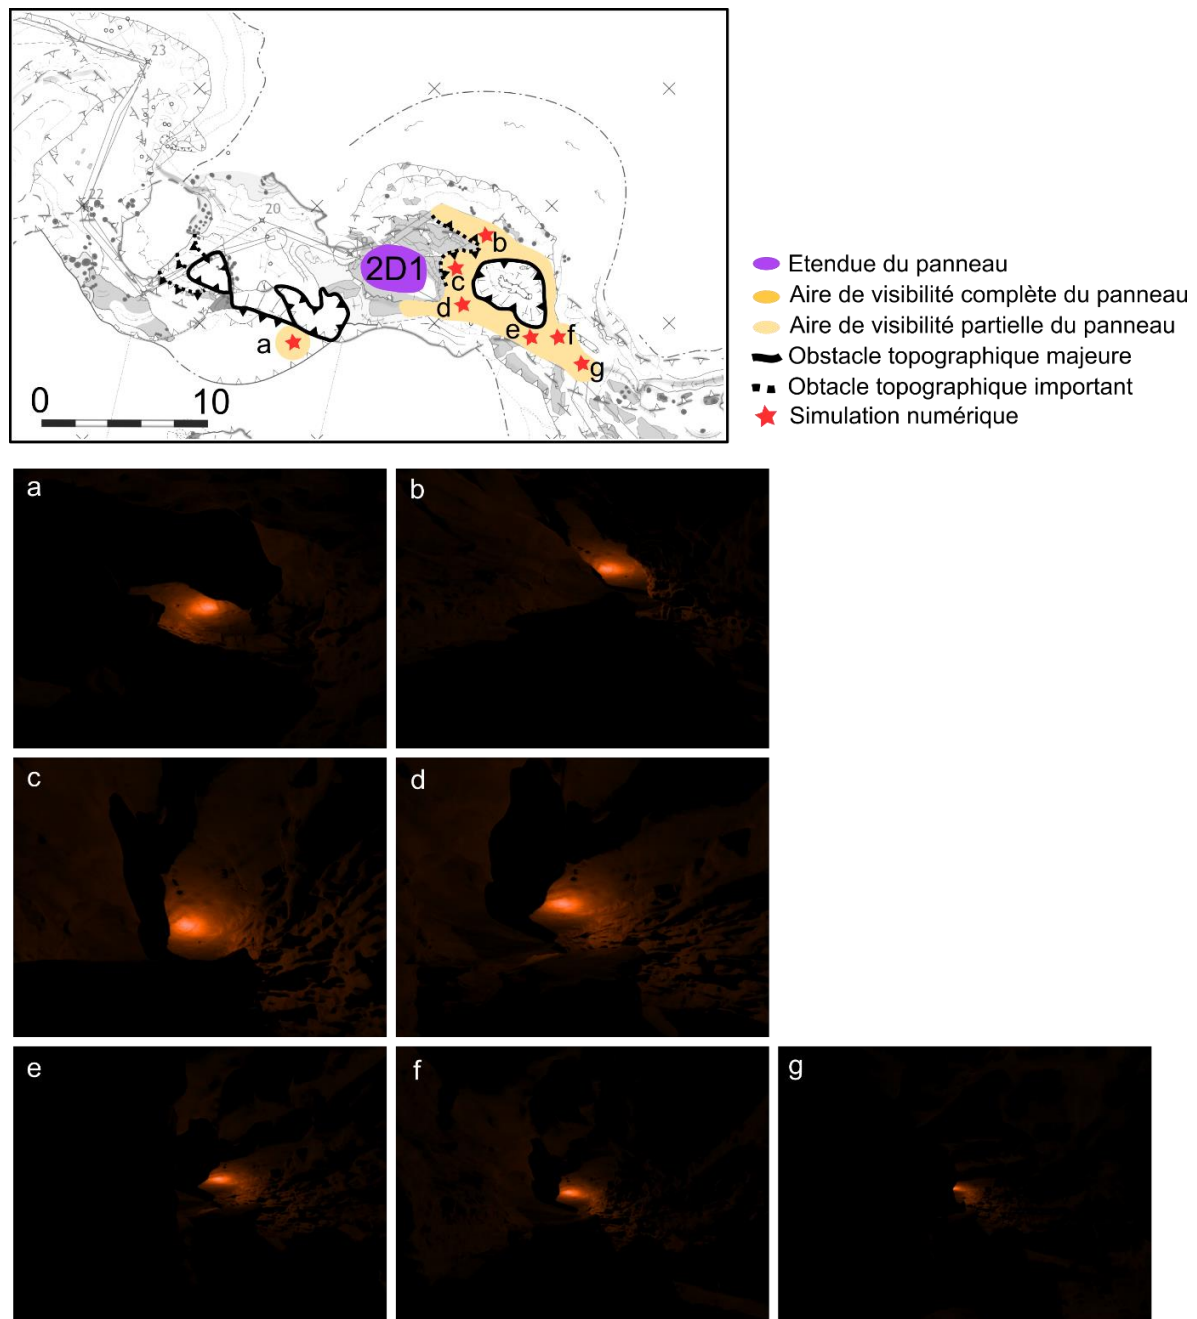 23
22
20
2D1
b
c
d
e
f
g
a
0 10
Etendue du panneau
Aire de visibilité complète du panneau
Aire de visibilité partielle du panneau
Obstacle topographique majeure
Obtacle topographique important
Simulation numérique
a
b
c
d
e
f
g